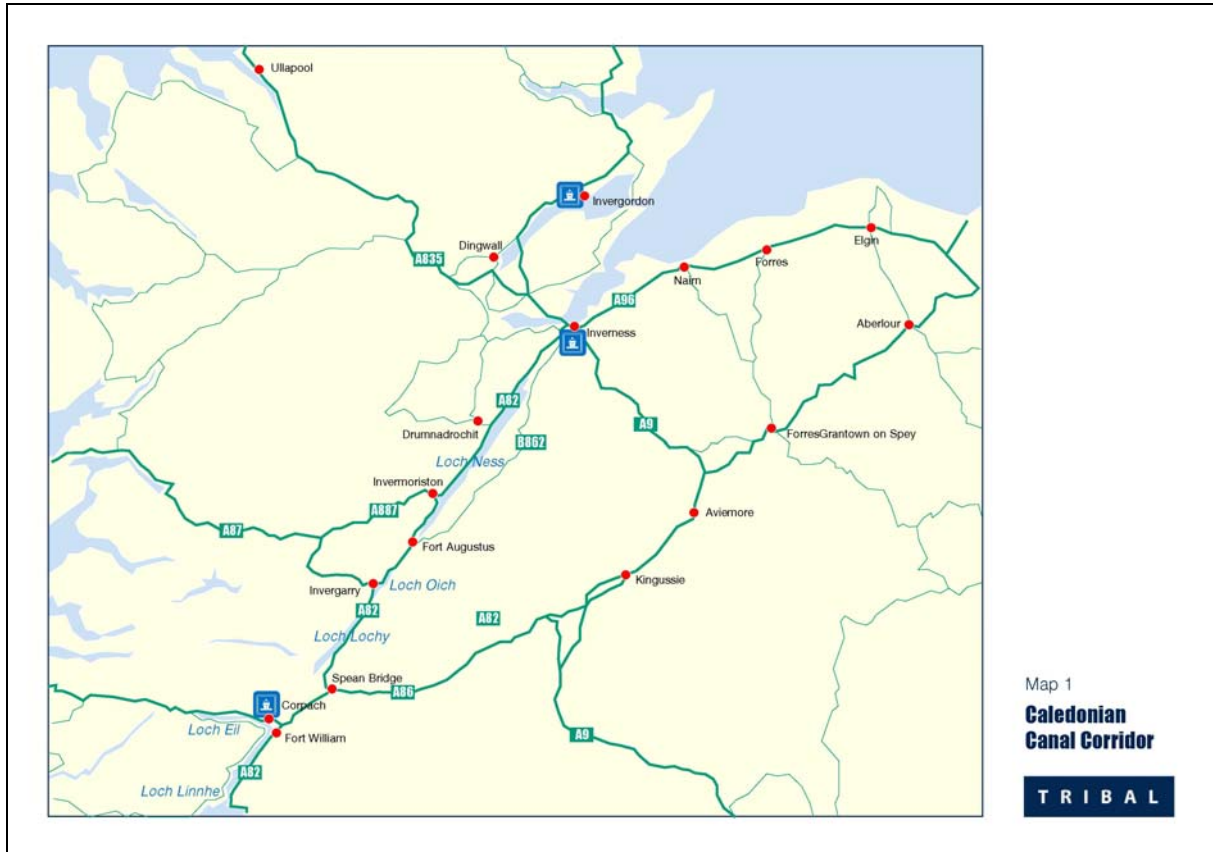 Ullapool
Invergordon
Dingwall
A835
Elgin
Forres
Nairn
A96
Inverness
Aberlour
A82
A9
Drumnadrochit
B862
ForresGrantown on Spey
Loch Ness
Invermoriston
A887
A87
Aviemore
Fort Augustus
Kingussie
Invergarry
Loch Oich
A82
A82
Loch Lochy
Spean Bridge
A86
Corpach
Loch Eil
Fort William
A9
A82
Loch Linnhe
Map 1
Caledonian
Canal Corridor
TRIBAL